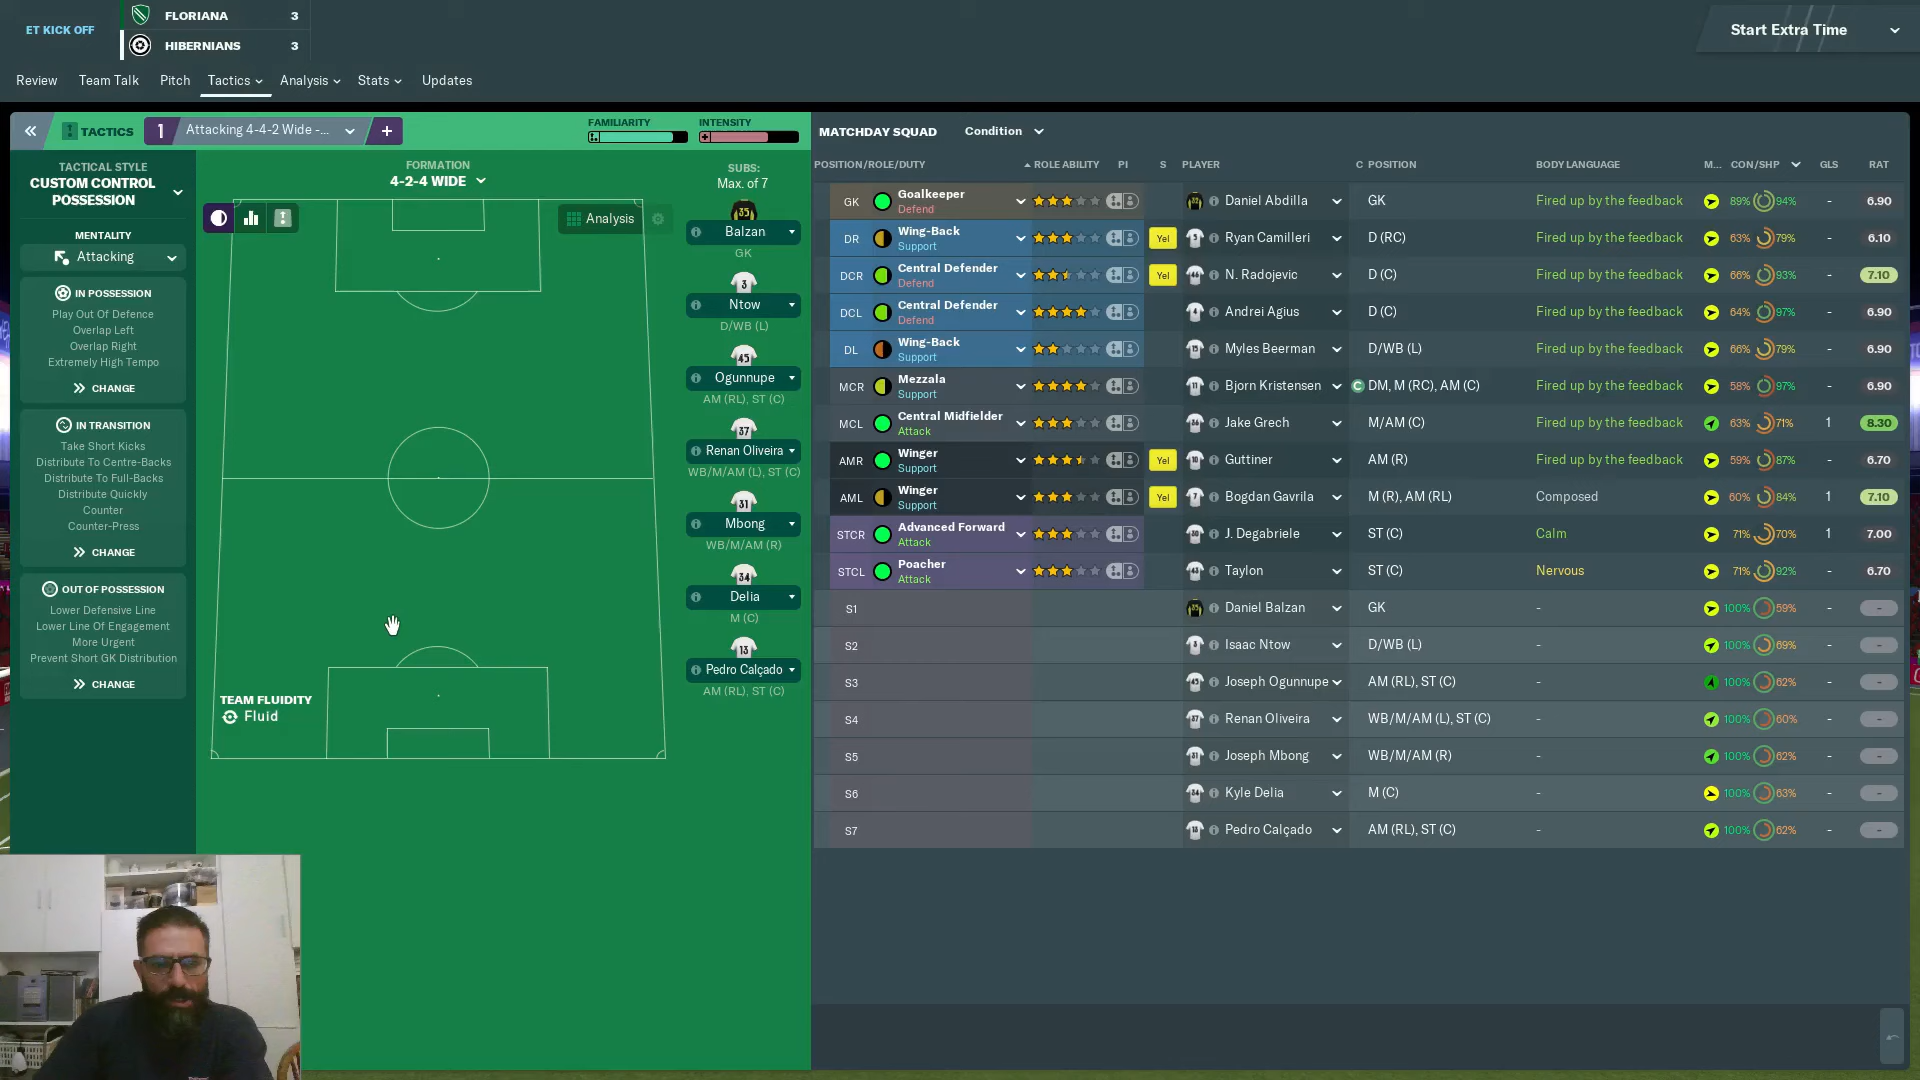 ET KICK OFF
FLORIANA 3
HIBERNIANS 3
Start Extra Time
Review Team Talk Pitch Tactics Analysis Stats Updates
TACTICS 1 Attacking 4-4-2 Wide -... +
FAMILIARITY INTENSITY
TACTICAL STYLE
CUSTOM CONTROL
POSSESSION
MENTALITY
Attacking
IN POSSESSION
Play Out Of Defence
Overlap Left
Overlap Right
Extremely High Tempo
CHANGE
IN TRANSITION
Take Short Kicks
Distribute To Centre-Backs
Distribute To Full-Backs
Distribute Quickly
Counter
Counter-Press
CHANGE
OUT OF POSSESSION
Lower Defensive Line
Lower Line Of Engagement
More Urgent
Prevent Short GK Distribution
CHANGE
FORMATION
4-2-4 WIDE
Analysis
TEAM FLUIDITY
Fluid
SUBS:
Max. of 7
35
Balzan
GK
3
Ntow
D/WB (L)
45
Ogunnupe
AM (RL), ST (C)
37
Renan Oliveira
WB/M/AM (L), ST (C)
31
Mbong
WB/M/AM (R)
34
Delia
M (C)
13
Pedro Calçado
AM (RL), ST (C)
MATCHDAY SQUAD Condition
POSITION/ROLE/DUTY ROLE ABILITY PI S PLAYER C POSITION BODY LANGUAGE M... CON/SHP GLS RAT
GK Goalkeeper Defend Daniel Abdilla GK Fired up by the feedback 89% 94% - 6.90
DR Wing-Back Support Yel Ryan Camilleri D (RC) Fired up by the feedback 63% 79% - 6.10
DCR Central Defender Defend Yel N. Radojevic D (C) Fired up by the feedback 66% 93% - 7.10
DCL Central Defender Defend Andrei Agius D (C) Fired up by the feedback 64% 97% - 6.90
DL Wing-Back Support Myles Beerman D/WB (L) Fired up by the feedback 66% 79% - 6.90
MCR Mezzala Support Bjorn Kristensen C DM, M (RC), AM (C) Fired up by the feedback 58% 97% - 6.90
MCL Central Midfielder Attack Jake Grech M/AM (C) Fired up by the feedback 63% 71% 1 8.30
AMR Winger Support Yel Guttiner AM (R) Fired up by the feedback 59% 87% - 6.70
AML Winger Support Yel Bogdan Gavrila M (R), AM (RL) Composed 60% 84% 1 7.10
STCR Advanced Forward Attack J. Degabriele ST (C) Calm 71% 70% 1 7.00
STCL Poacher Attack Taylon ST (C) Nervous 71% 92% - 6.70
S1 Daniel Balzan GK - 100% 59% - -
S2 Isaac Ntow D/WB (L) - 100% 69% - -
S3 Joseph Ogunnupe AM (RL), ST (C) - 100% 62% - -
S4 Renan Oliveira WB/M/AM (L), ST (C) - 100% 60% - -
S5 Joseph Mbong WB/M/AM (R) - 100% 62% - -
S6 Kyle Delia M (C) - 100% 63% - -
S7 Pedro Calçado AM (RL), ST (C) - 100% 62% - -